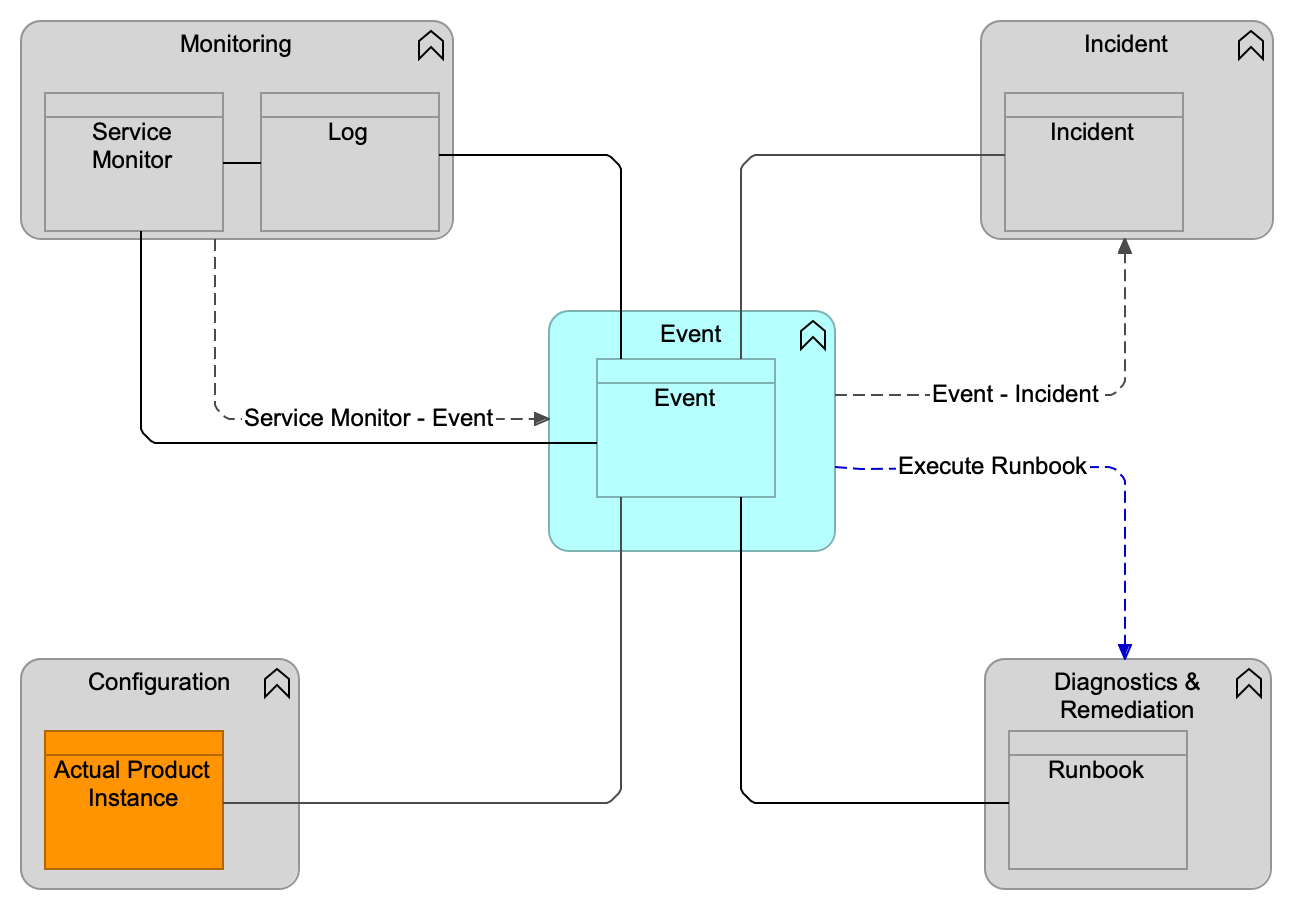 Monitoring
Service
Monitor
Log
Incident
Incident
Event
Event
Service Monitor - Event
Event - Incident
Execute Runbook
Configuration
Actual Product
Instance
Diagnostics &
Remediation
Runbook